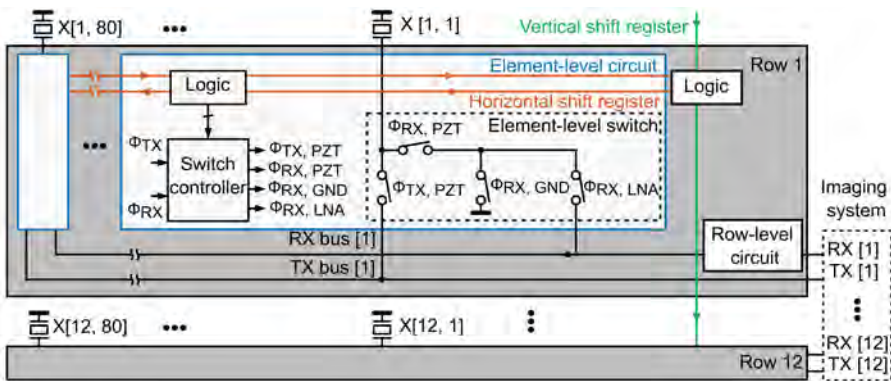 X[1, 80] ••• X [1, 1] Vertical shift register
Element-level circuit Row 1
Logic Logic
Horizontal shift register
Element-level switch
ΦRX, PZT
ΦTX ΦTX, PZT
Switch controller ΦRX, PZT
ΦRX, GND
ΦRX ΦRX, LNA
ΦTX, PZT ΦRX, GND ΦRX, LNA
Imaging
system
RX bus [1] Row-level
circuit RX [1]
TX bus [1] TX [1]
X[12, 80] ••• X[12, 1]
RX [12]
Row 12 TX [12]